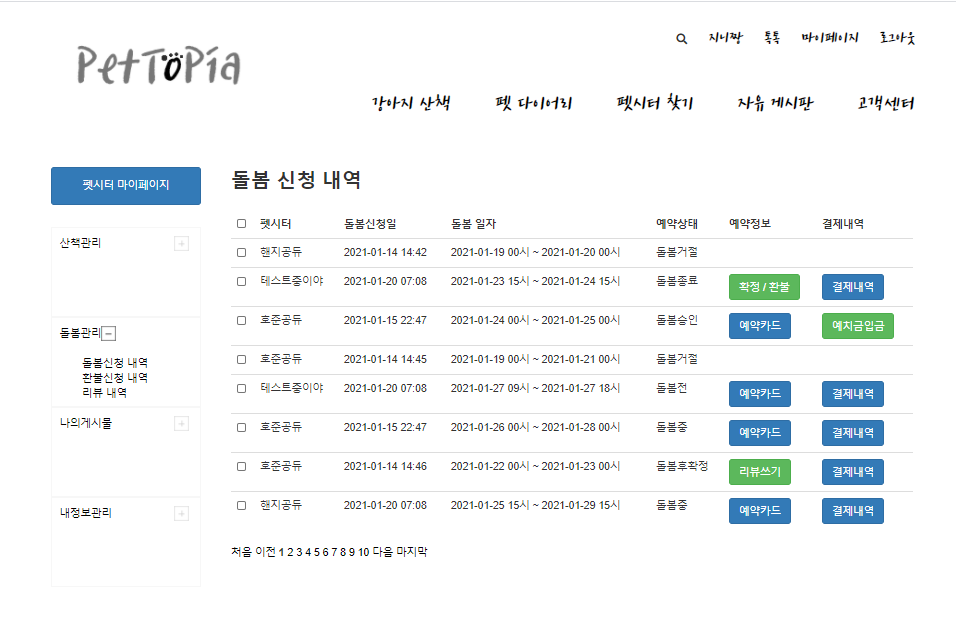 지니짱 톡톡 마이페이지 로그아웃
PetTopia
강아지 산책 펫 다이어리 펫시터 찾기 자유 게시판 고객센터
펫시터 마이페이지
산책관리 +
돌봄관리 −
돌봄신청 내역
환불신청 내역
리뷰 내역
나의게시물 +
내정보관리 +
돌봄 신청 내역
펫시터 돌봄신청일 돌봄 일자 예약상태 예약정보 결제내역
핸지공듀 2021-01-14 14:42 2021-01-19 00시 ~ 2021-01-20 00시 돌봄거절
테스트중이야 2021-01-20 07:08 2021-01-23 15시 ~ 2021-01-24 15시 돌봄종료 확정 / 환불 결제내역
호준공듀 2021-01-15 22:47 2021-01-24 00시 ~ 2021-01-25 00시 돌봄승인 예약카드 예치금입금
호준공듀 2021-01-14 14:45 2021-01-19 00시 ~ 2021-01-21 00시 돌봄거절
테스트중이야 2021-01-20 07:08 2021-01-27 09시 ~ 2021-01-27 18시 돌봄전 예약카드 결제내역
호준공듀 2021-01-15 22:47 2021-01-26 00시 ~ 2021-01-28 00시 돌봄중 예약카드 결제내역
호준공듀 2021-01-14 14:46 2021-01-22 00시 ~ 2021-01-23 00시 돌봄후확정 리뷰쓰기 결제내역
핸지공듀 2021-01-20 07:08 2021-01-25 15시 ~ 2021-01-29 15시 돌봄중 예약카드 결제내역
처음 이전 1 2 3 4 5 6 7 8 9 10 다음 마지막